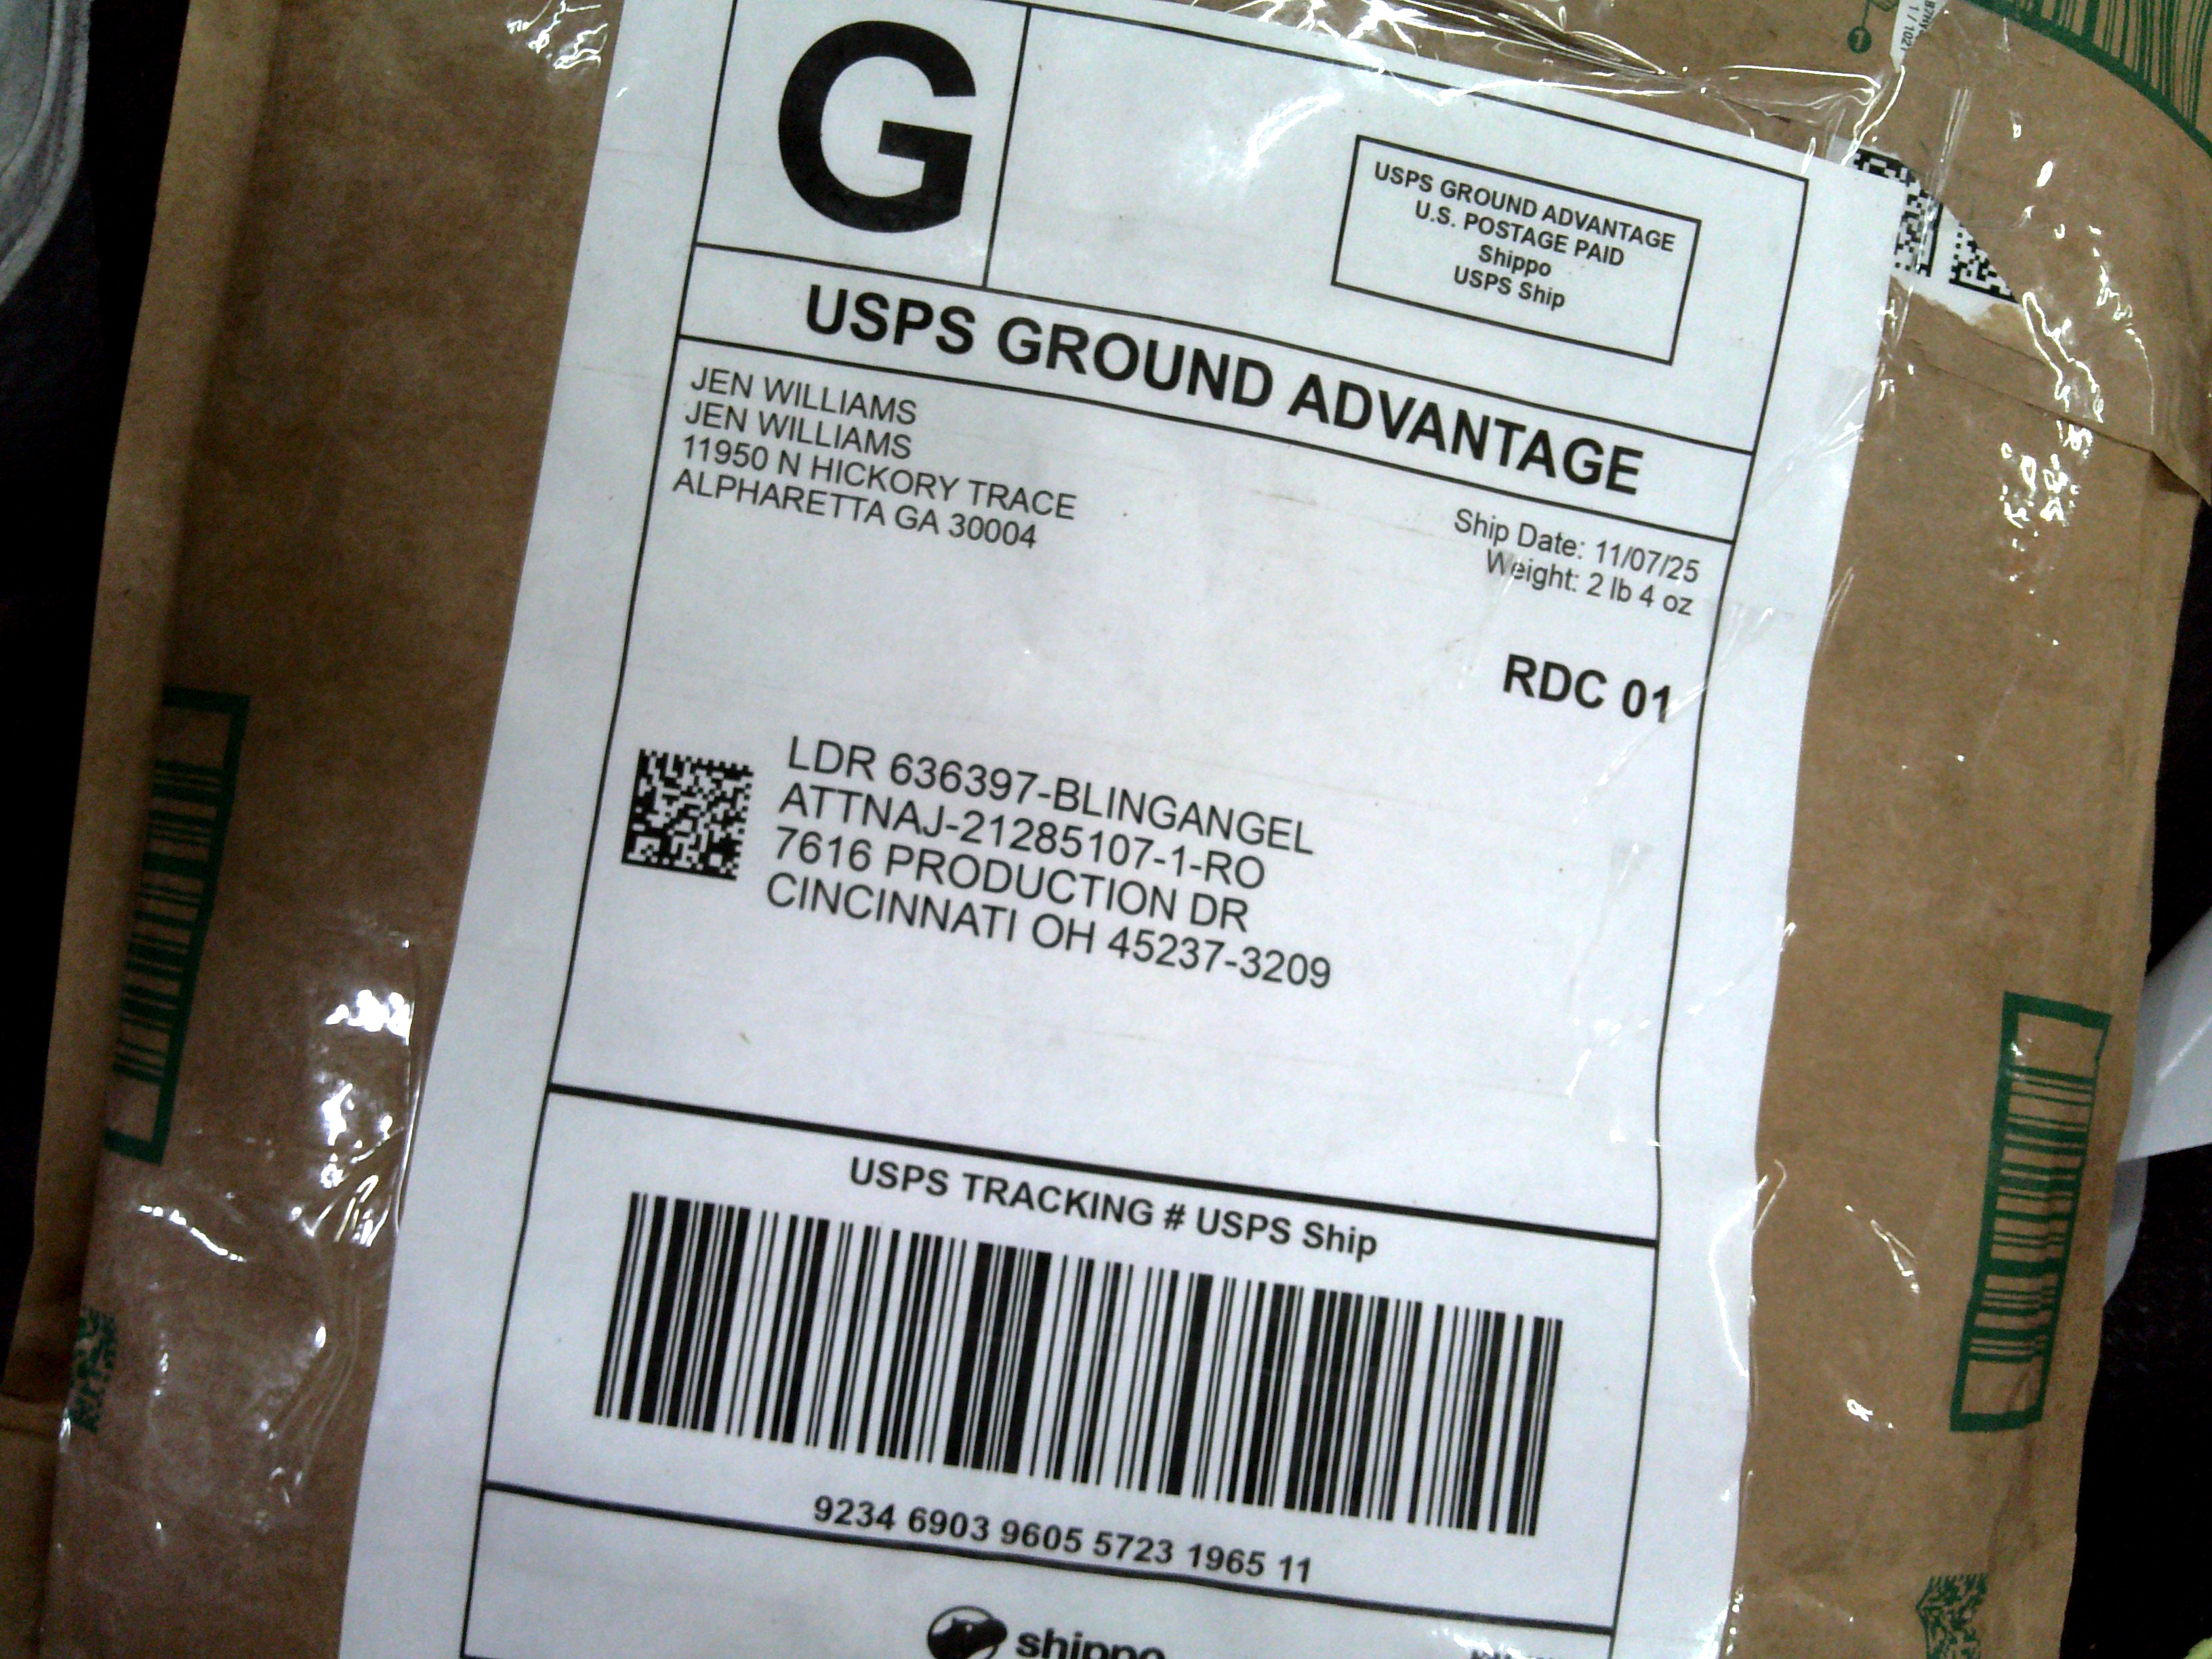 G
USPS GROUND ADVANTAGE
U.S. POSTAGE PAID
Shippo
USPS Ship
USPS GROUND ADVANTAGE
JEN WILLIAMS
JEN WILLIAMS
11950 N HICKORY TRACE
ALPHARETTA GA 30004
Ship Date: 11/07/25
Weight: 2 lb 4 oz
RDC 01
LDR 636397-BLINGANGEL
ATTNAJ-21285107-1-RO
7616 PRODUCTION DR
CINCINNATI OH 45237-3209
USPS TRACKING # USPS Ship
9234 6903 9605 5723 1965 11
shippo